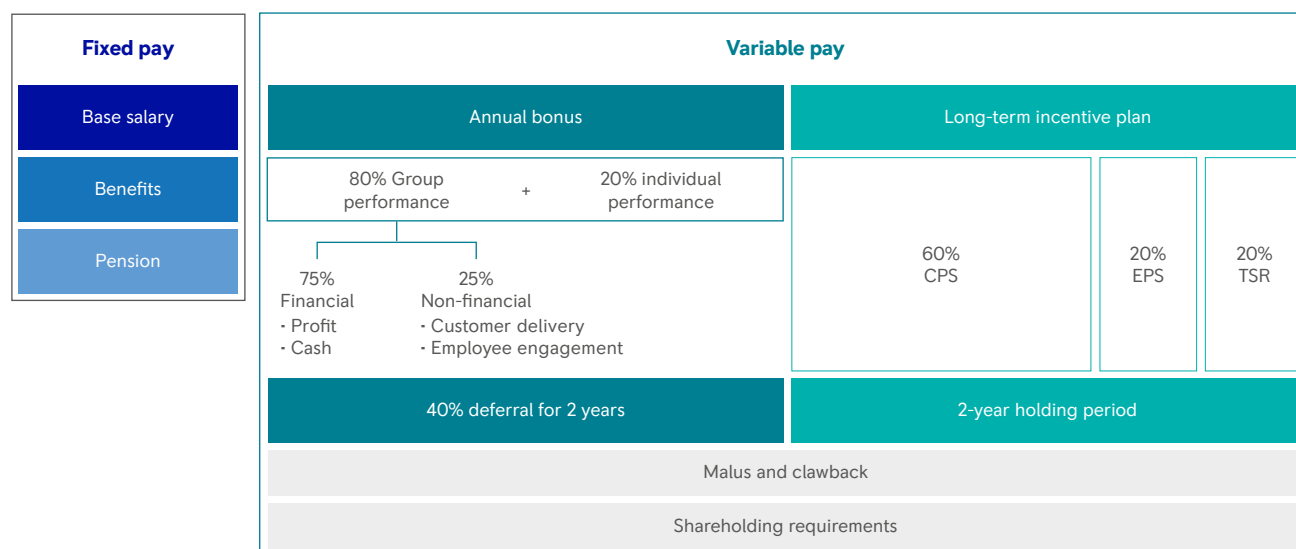 Fixed pay
Base salary
Benefits
Pension
Variable pay
Annual bonus
80% Group
performance
+
20% individual
performance
75%
Financial
· Profit
· Cash
25%
Non-financial
· Customer delivery
· Employee engagement
40% deferral for 2 years
Long-term incentive plan
60%
CPS
20%
EPS
20%
TSR
2-year holding period
Malus and clawback
Shareholding requirements